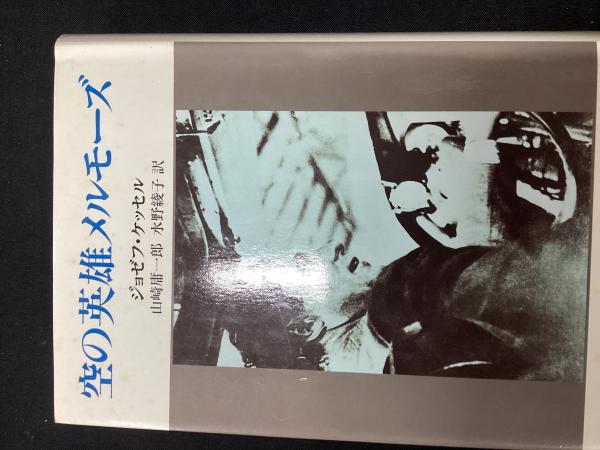 空の英雄メルモーズ
ジョゼフ・ケッセル
山崎庸一郎 水野綾子 訳